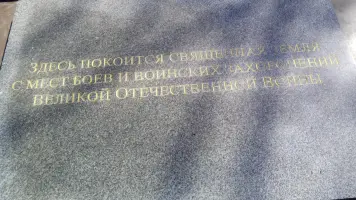 Здесь покоится священная земля
с мест боев и воинских захоронений
Великой Отечественной Войны